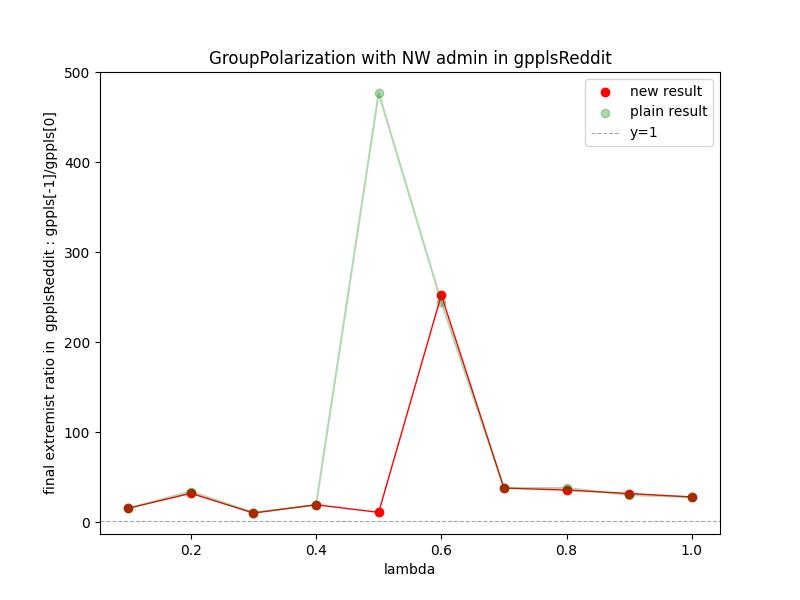 GroupPolarization with NW admin in gpplsReddit
new result
plain result
y=1
final extremist ratio in  gpplsReddit : gppls[-1]/gppls[0]
500
400
300
200
100
0
0.2 0.4 0.6 0.8 1.0
lambda